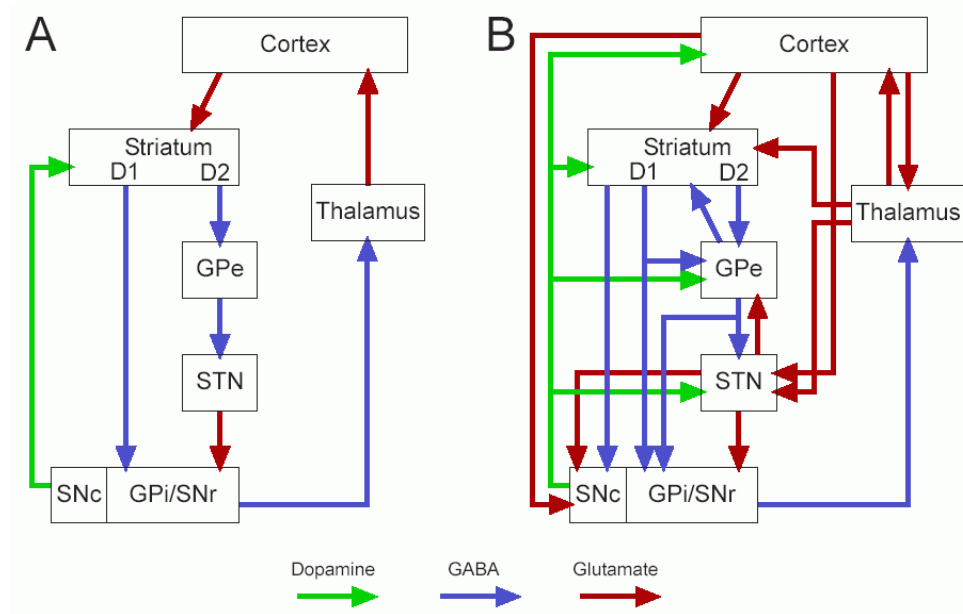 A
Cortex
Striatum
D1 D2
Thalamus
GPe
STN
SNc GPi/SNr
B
Cortex
Striatum
D1 D2
Thalamus
GPe
STN
SNc GPi/SNr
Dopamine GABA Glutamate